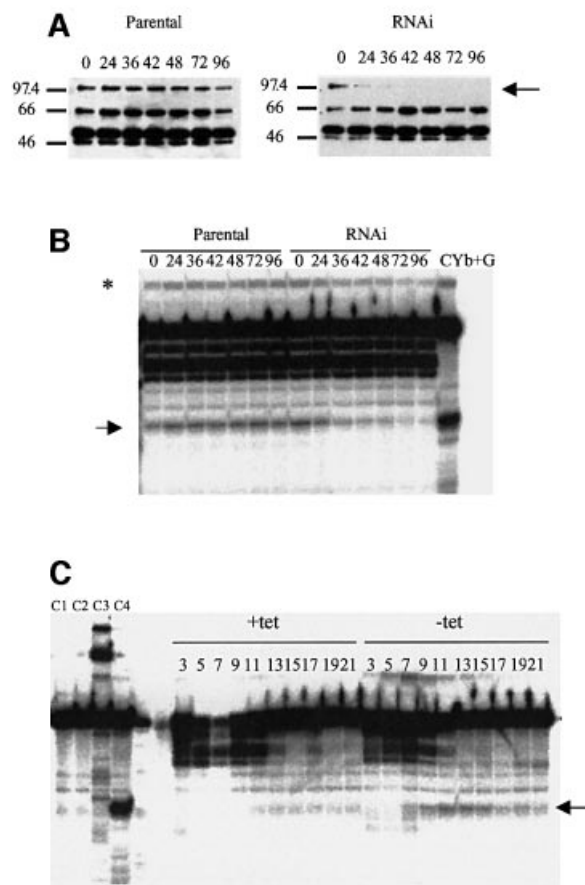 A
Parental
RNAi
0 24 36 42 48 72 96
0 24 36 42 48 72 96
97.4
66
46
97.4
66
46
B
Parental
RNAi
0 24 36 42 48 72 96 0 24 36 42 48 72 96 CYb+G
*
C
C1 C2 C3 C4
+tet
-tet
3 5 7 9 11 13 15 17 19 21
3 5 7 9 11 13 15 17 19 21